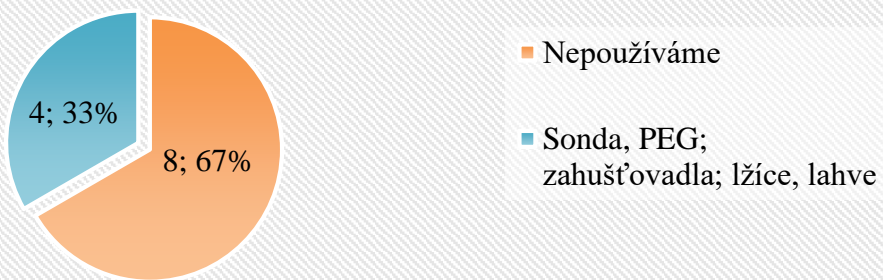 4; 33%
8; 67%
Nepoužíváme
Sonda, PEG;
zahušťovadla; lžíce, lahve